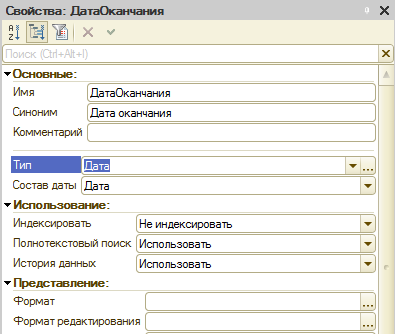 Свойства: ДатаОканчания
Поиск (Ctrl+Alt+I)
Основные:
Имя ДатаОканчания
Синоним Дата оканчания
Комментарий
Тип Дата
Состав даты Дата
Использование:
Индексировать Не индексировать
Полнотекстовый поиск Использовать
История данных Использовать
Представление:
Формат
Формат редактирования